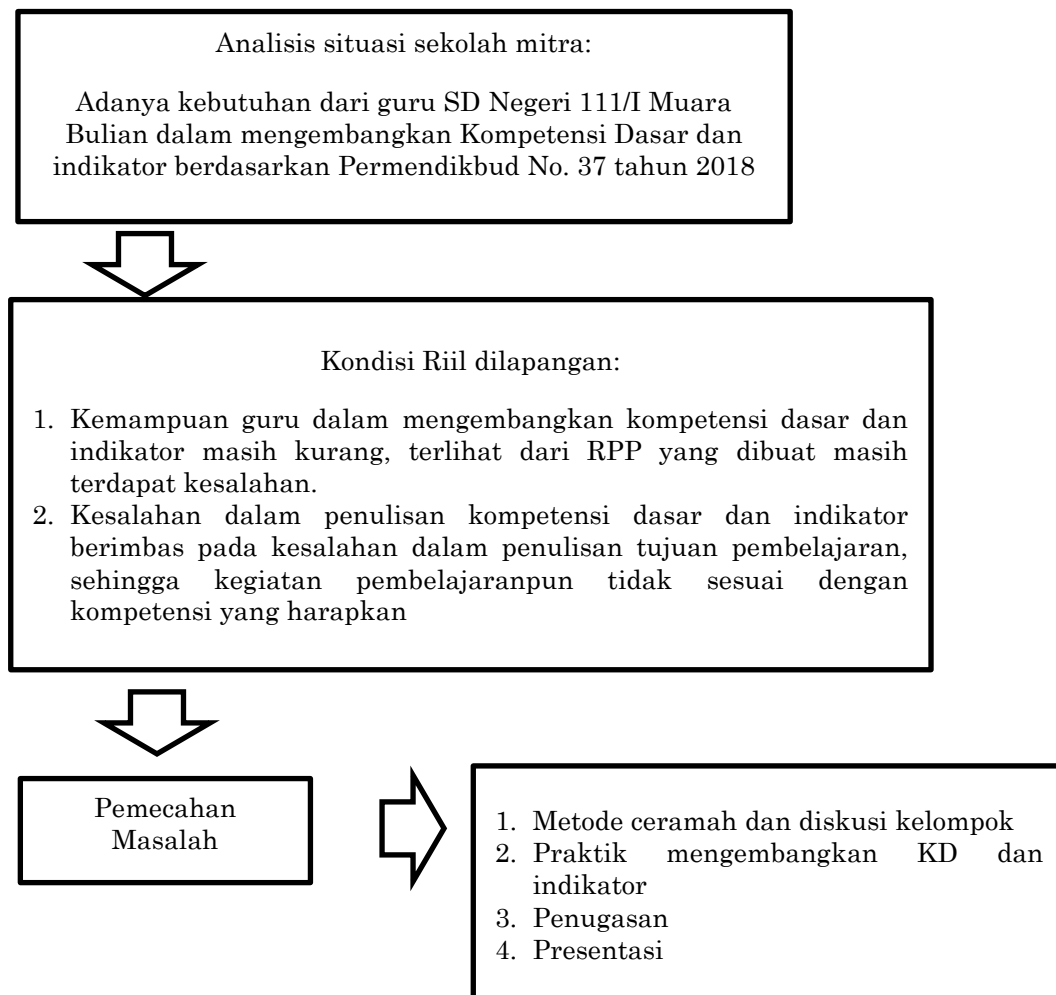 Analisis situasi sekolah mitra:
Adanya kebutuhan dari guru SD Negeri 111/I Muara
Bulian dalam mengembangkan Kompetensi Dasar dan
indikator berdasarkan Permendikbud No. 37 tahun 2018
Kondisi Riil dilapangan:
1. Kemampuan guru dalam mengembangkan kompetensi dasar dan
indikator masih kurang, terlihat dari RPP yang dibuat masih
terdapat kesalahan.
2. Kesalahan dalam penulisan kompetensi dasar dan indikator
berimbas pada kesalahan dalam penulisan tujuan pembelajaran,
sehingga kegiatan pembelajaranpun tidak sesuai dengan
kompetensi yang harapkan
Pemecahan
Masalah
1. Metode ceramah dan diskusi kelompok
2. Praktik mengembangkan KD dan
indikator
3. Penugasan
4. Presentasi